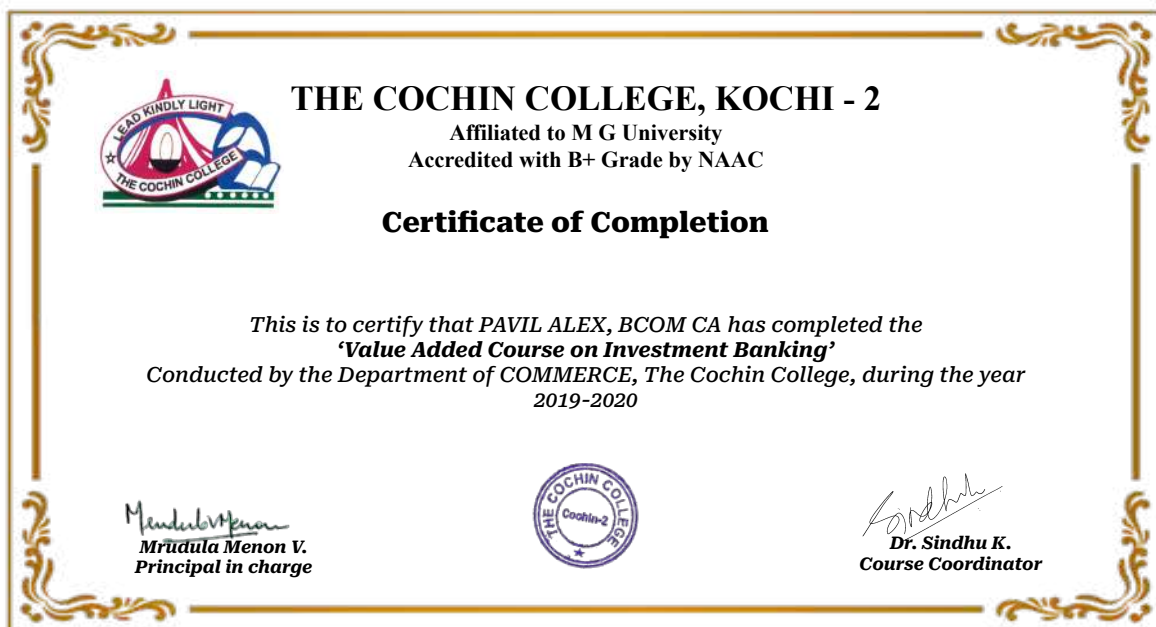 THE COCHIN COLLEGE, KOCHI - 2
Affiliated to M G University
Accredited with B+ Grade by NAAC
LEAD KINDLY LIGHT
THE COCHIN COLLEGE
Certificate of Completion
This is to certify that PAVIL ALEX, BCOM CA has completed the
‘Value Added Course on Investment Banking’
Conducted by the Department of COMMERCE, The Cochin College, during the year
2019-2020
THE COCHIN COLLEGE
Cochin-2
Mrudula Menon V.
Principal in charge
Sindhu
Dr. Sindhu K.
Course Coordinator